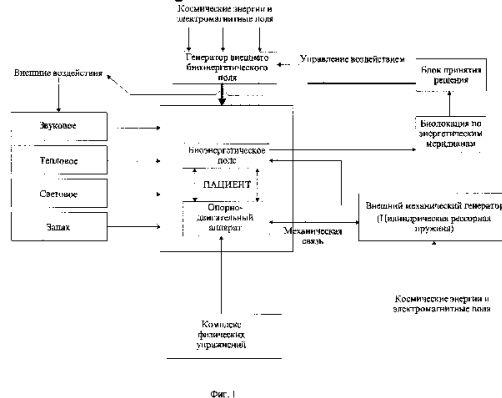 Космические энергии и
электромагнитные поля
Генератор внешнего
биоэнергетического
поля
Управление воздействием
Блок принятия
решения
Внешние воздействия
Звуковое
Биолокация по
энергетическим
меридианам
Биоэнергетическое
поле
Тепловое
ПАЦИЕНТ
Световое
Опорно-
двигательный
аппарат
Запах
Механическая
связь
Внешний механический генератор
(Цилиндрическая рессорная
пружина)
Космические энергии и
электромагнитные поля
Комплекс
физических
упражнений
Фиг. 1